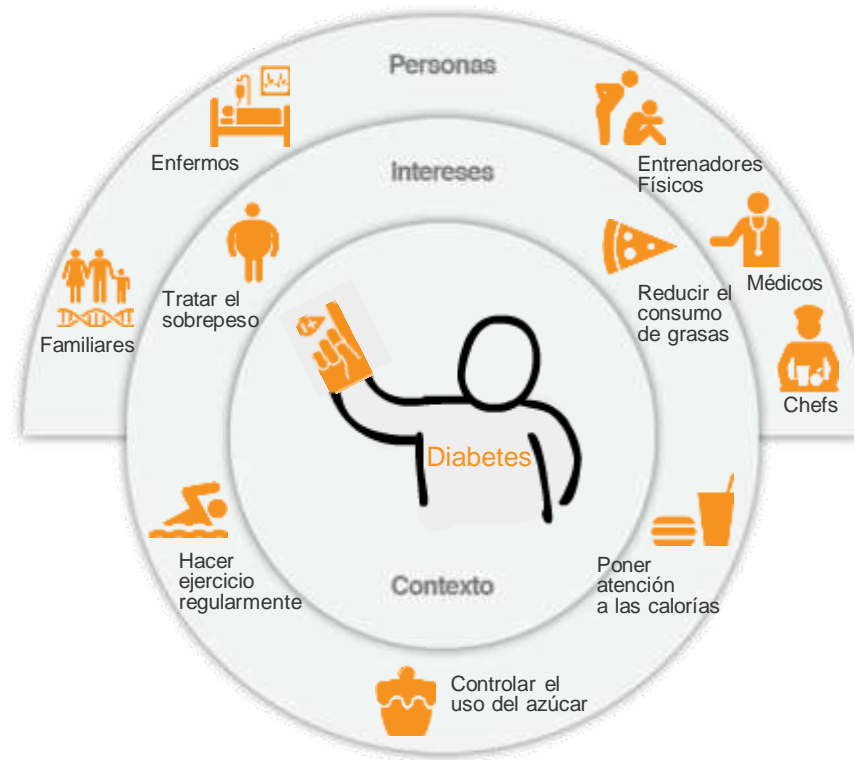 Personas
Enfermos
Entrenadores
Físicos
Intereses
Médicos
Tratar el
sobrepeso
Reducir el
consumo
de grasas
Familiares
Chefs
Diabetes
Hacer
ejercicio
regularmente
Poner
atención
a las calorías
Contexto
Controlar el
uso del azúcar